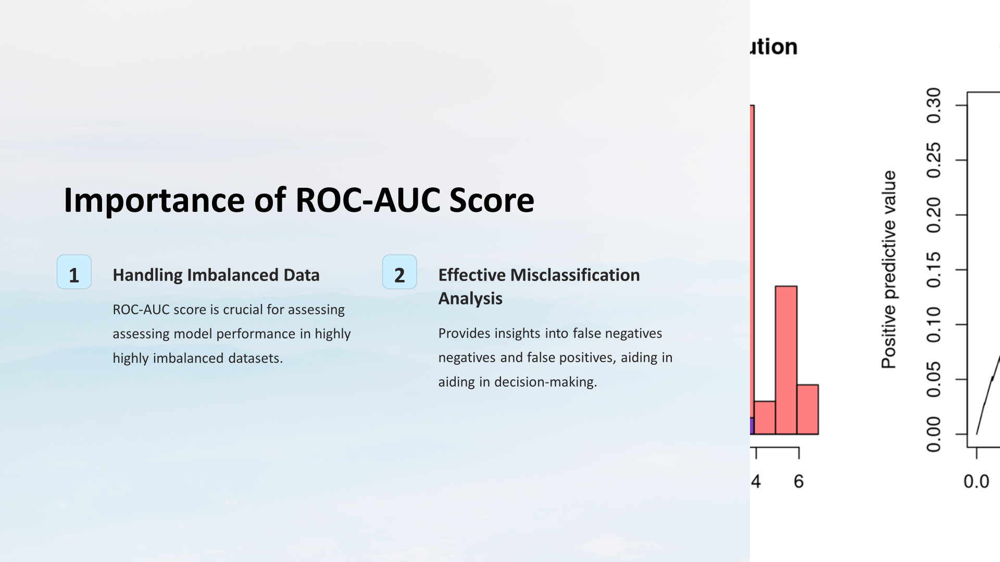 Importance of ROC-AUC Score
1
Handling Imbalanced Data
ROC-AUC score is crucial for assessing
assessing model performance in highly
highly imbalanced datasets.
2
Effective Misclassification
Analysis
Provides insights into false negatives
negatives and false positives, aiding in
aiding in decision-making.
ution
4
6
Positive predictive value
0.30
0.25
0.20
0.15
0.10
0.05
0.00
0.0